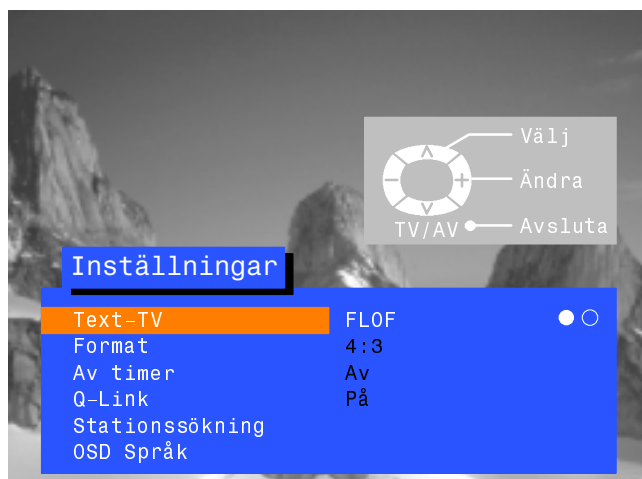 Välj
Ändra
TV/AV Avsluta
Inställningar
Text-TV FLOF
Format 4:3
Av timer Av
Q-Link På
Stationssökning
OSD Språk